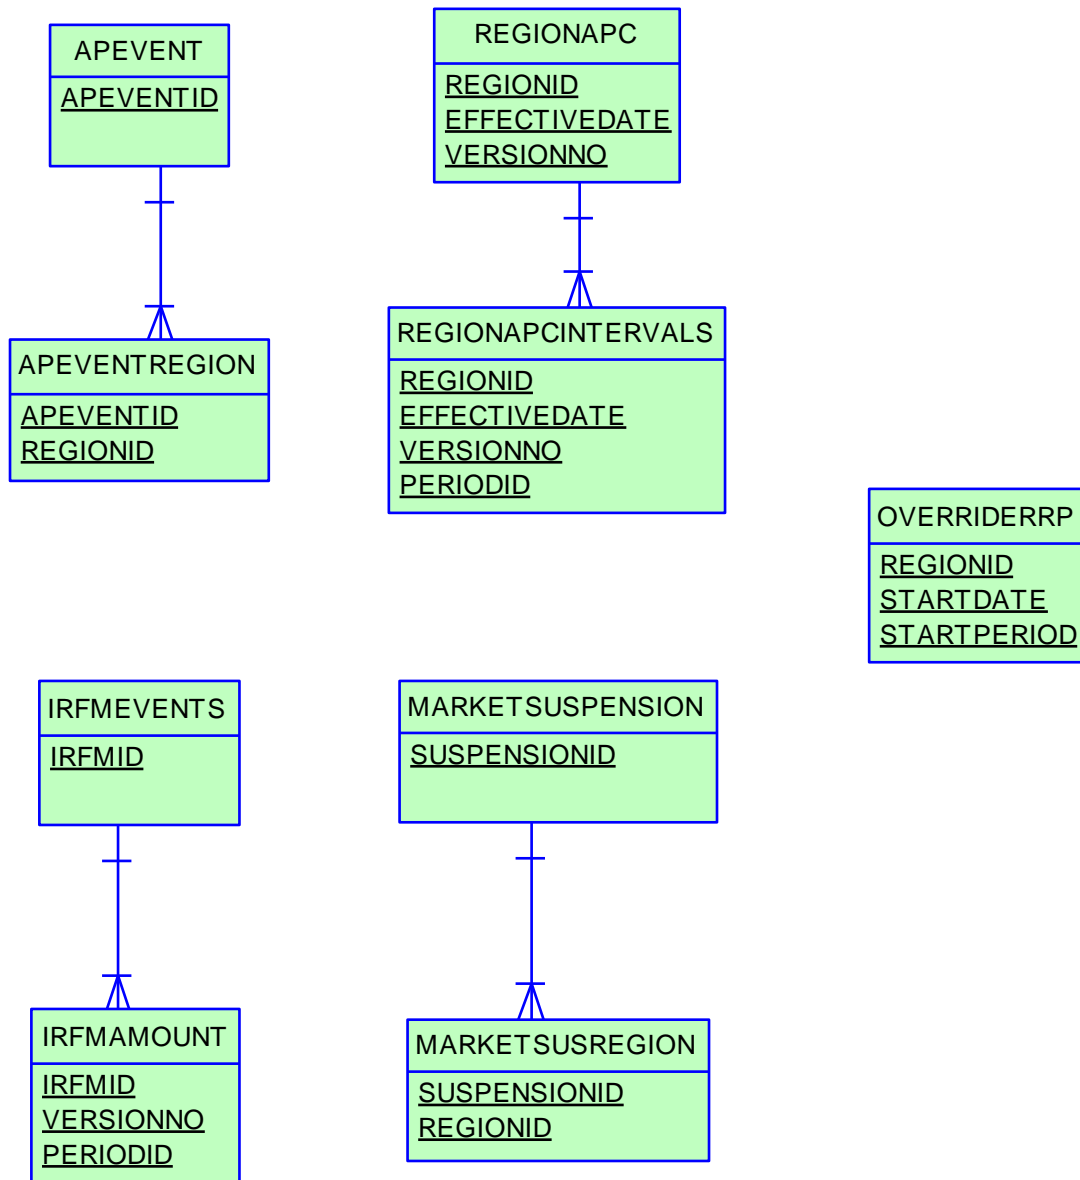 APEVENT
APEVENTID
REGIONAPC
REGIONID
EFFECTIVEDATE
VERSIONNO
APEVENTREGION
APEVENTID
REGIONID
REGIONAPCINTERVALS
REGIONID
EFFECTIVEDATE
VERSIONNO
PERIODID
OVERRIDERRP
REGIONID
STARTDATE
STARTPERIOD
IRFMEVENTS
IRFMID
MARKETSUSPENSION
SUSPENSIONID
IRFMAMOUNT
IRFMID
VERSIONNO
PERIODID
MARKETSUSREGION
SUSPENSIONID
REGIONID